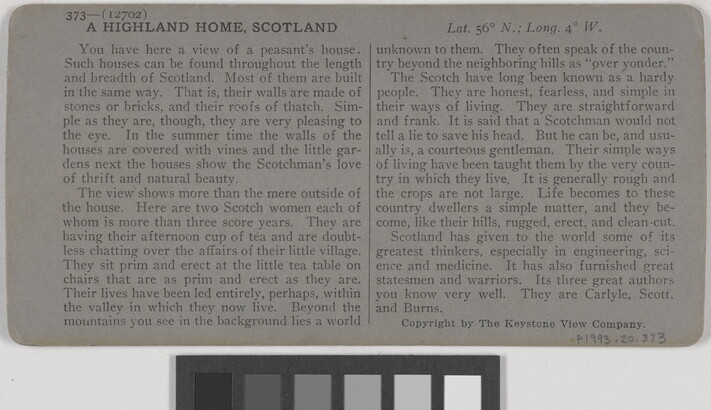 373—(12702)
A HIGHLAND HOME, SCOTLAND
Lat. 56° N.; Long. 4° W.
You have here a view of a peasant's house.
Such houses can be found throughout the length
and breadth of Scotland. Most of them are built
in the same way. That is, their walls are made of
stones or bricks, and their roofs of thatch. Sim-
ple as they are, though, they are very pleasing to
the eye. In the summer time the walls of the
houses are covered with vines and the little gar-
dens next the houses show the Scotchman's love
of thrift and natural beauty.
The view shows more than the mere outside of
the house. Here are two Scotch women each of
whom is more than three score years. They are
having their afternoon cup of tea and are doubt-
less chatting over the affairs of their little village.
They sit prim and erect at the little tea table on
chairs that are as prim and erect as they are.
Their lives have been led entirely, perhaps, within
the valley in which they now live. Beyond the
mountains you see in the background lies a world
unknown to them. They often speak of the coun-
try beyond the neighboring hills as "over yonder."
The Scotch have long been known as a hardy
people. They are honest, fearless, and simple in
their ways of living. They are straightforward
and frank. It is said that a Scotchman would not
tell a lie to save his head. But he can be, and usu-
ally is, a courteous gentleman. Their simple ways
of living have been taught them by the very coun-
try in which they live. It is generally rough and
the crops are not large. Life becomes to these
country dwellers a simple matter, and they be-
come, like their hills, rugged, erect, and clean-cut.
Scotland has given to the world some of its
greatest thinkers, especially in engineering, sci-
ence and medicine. It has also furnished great
statesmen and warriors. Its three great authors
you know very well. They are Carlyle, Scott,
and Burns.
Copyright by The Keystone View Company.
P1993.20.373